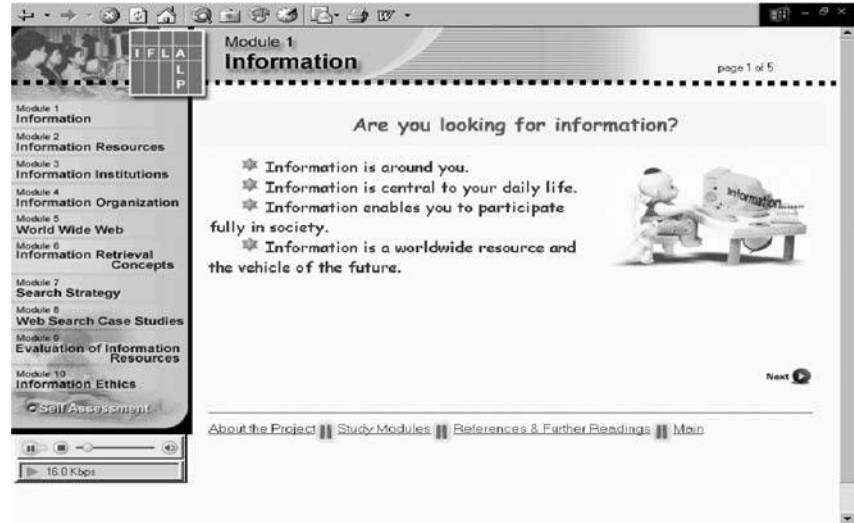 I F L A
L
P
Module 1
Information
page 1 of 5
Module 1
Information
Module 2
Information Resources
Module 3
Information Institutions
Module 4
Information Organization
Module 5
World Wide Web
Module 6
Information Retrieval
Concepts
Module 7
Search Strategy
Module 8
Web Search Case Studies
Module 9
Evaluation of Information
Resources
Module 10
Information Ethics
Self Assessment
16.0 Kbps
Are you looking for information?
Information is around you.
Information is central to your daily life.
Information enables you to participate
fully in society.
Information is a worldwide resource and
the vehicle of the future.
Information
Next
About the Project || Study Modules || References & Further Readings || Main